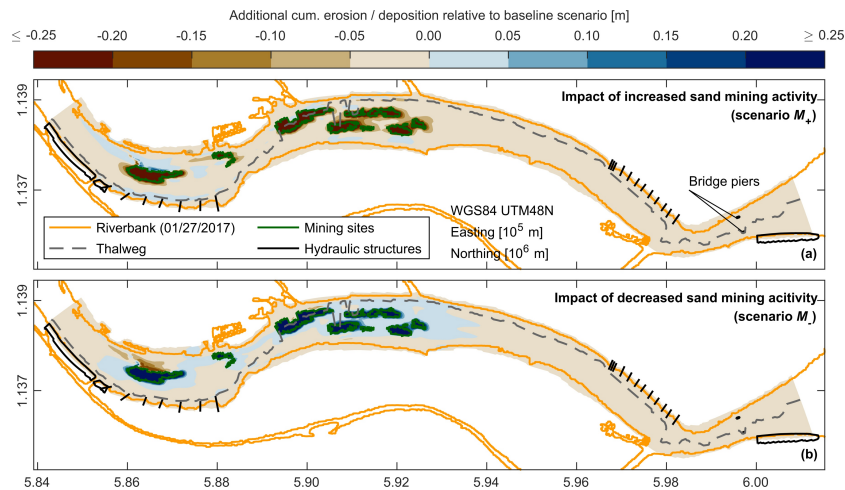 Additional cum. erosion / deposition relative to baseline scenario [m]
≤ -0.25 -0.20 -0.15 -0.10 -0.05 0.00 0.05 0.10 0.15 0.20 ≥ 0.25
1.139
1.137
Impact of increased sand mining activity
(scenario M+)
Bridge piers
Riverbank (01/27/2017)
Mining sites
Thalweg
Hydraulic structures
WGS84 UTM48N
Easting [10^5 m]
Northing [10^6 m]
(a)
1.139
1.137
Impact of decreased sand mining acitivity
(scenario M-)
(b)
5.84 5.86 5.88 5.90 5.92 5.94 5.96 5.98 6.00